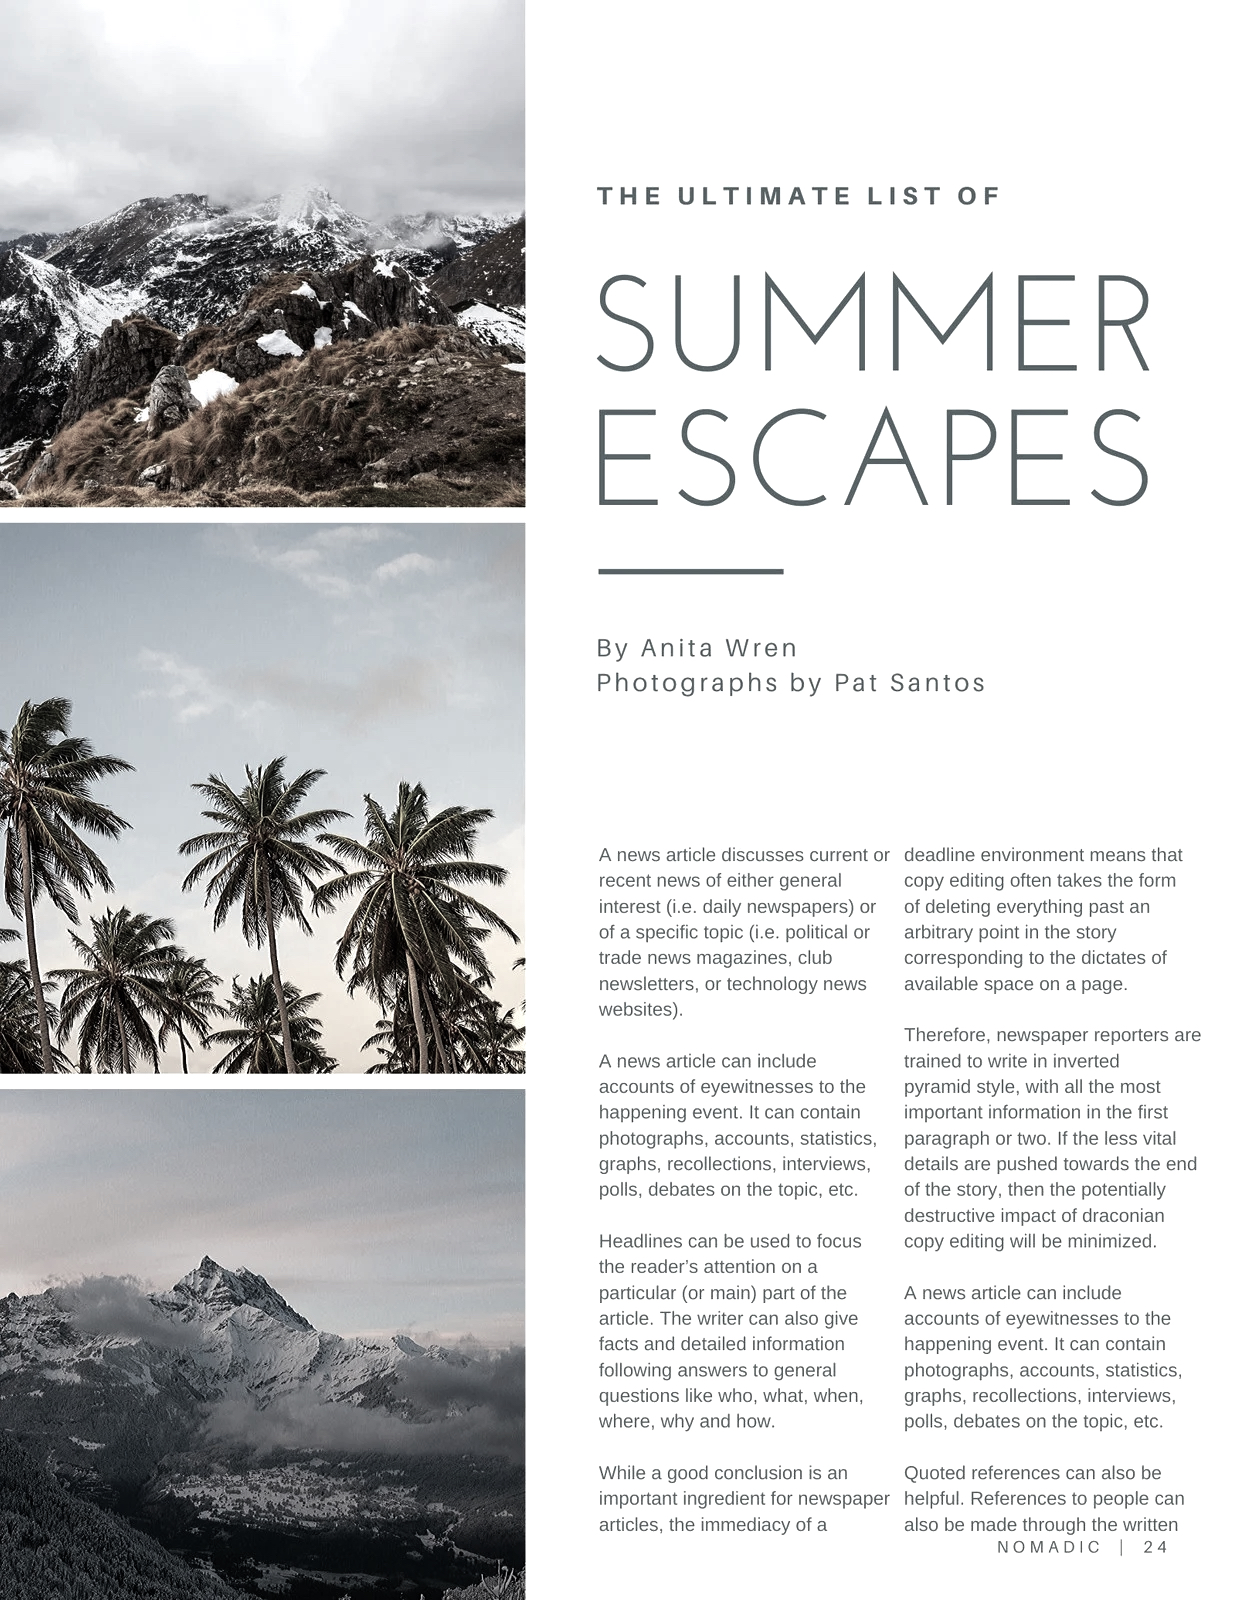 THE ULTIMATE LIST OF
SUMMER
ESCAPES
By Anita Wren
Photographs by Pat Santos
A news article discusses current or
recent news of either general
interest (i.e. daily newspapers) or
of a specific topic (i.e. political or
trade news magazines, club
newsletters, or technology news
websites).
A news article can include
accounts of eyewitnesses to the
happening event. It can contain
photographs, accounts, statistics,
graphs, recollections, interviews,
polls, debates on the topic, etc.
Headlines can be used to focus
the reader’s attention on a
particular (or main) part of the
article. The writer can also give
facts and detailed information
following answers to general
questions like who, what, when,
where, why and how.
While a good conclusion is an
important ingredient for newspaper
articles, the immediacy of a
deadline environment means that
copy editing often takes the form
of deleting everything past an
arbitrary point in the story
corresponding to the dictates of
available space on a page.
Therefore, newspaper reporters are
trained to write in inverted
pyramid style, with all the most
important information in the first
paragraph or two. If the less vital
details are pushed towards the end
of the story, then the potentially
destructive impact of draconian
copy editing will be minimized.
A news article can include
accounts of eyewitnesses to the
happening event. It can contain
photographs, accounts, statistics,
graphs, recollections, interviews,
polls, debates on the topic, etc.
Quoted references can also be
helpful. References to people can
also be made through the written
NOMADIC | 24